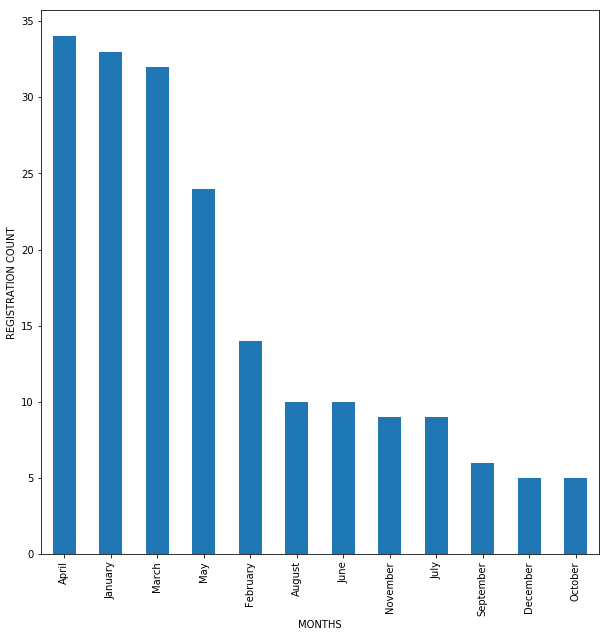 REGISTRATION COUNT
35
30
25
20
15
10
5
0
April
January
March
May
February
August
June
November
July
September
December
October
MONTHS